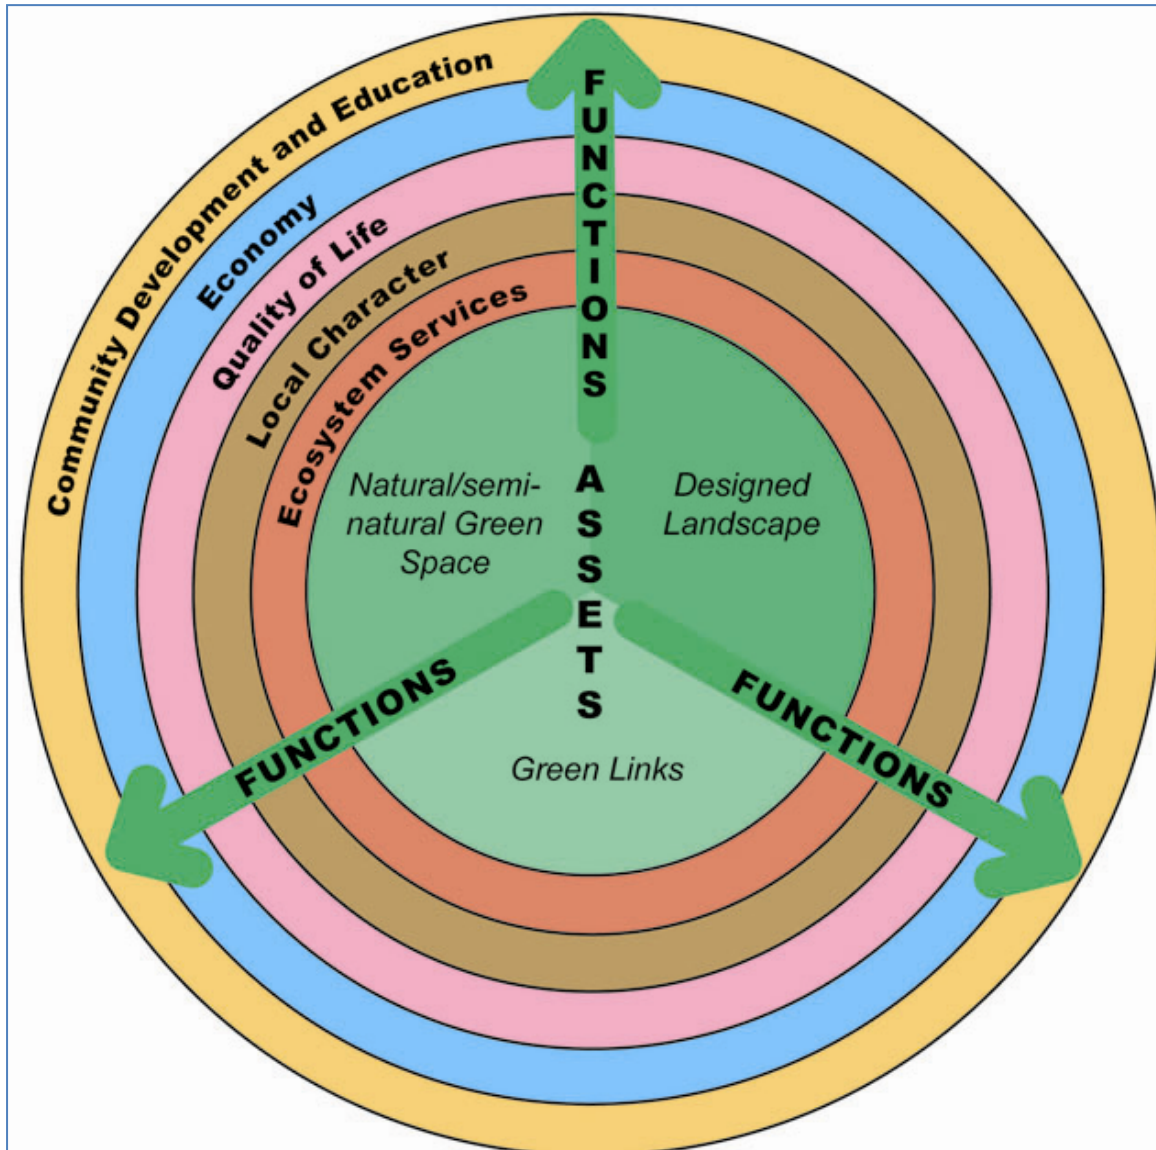 Community Development and Education
Economy
Quality of Life
Local Character
Ecosystem Services
FUNCTIONS
ASSETS
Natural/semi-
natural Green
Space
Designed
Landscape
Green Links
FUNCTIONS
FUNCTIONS